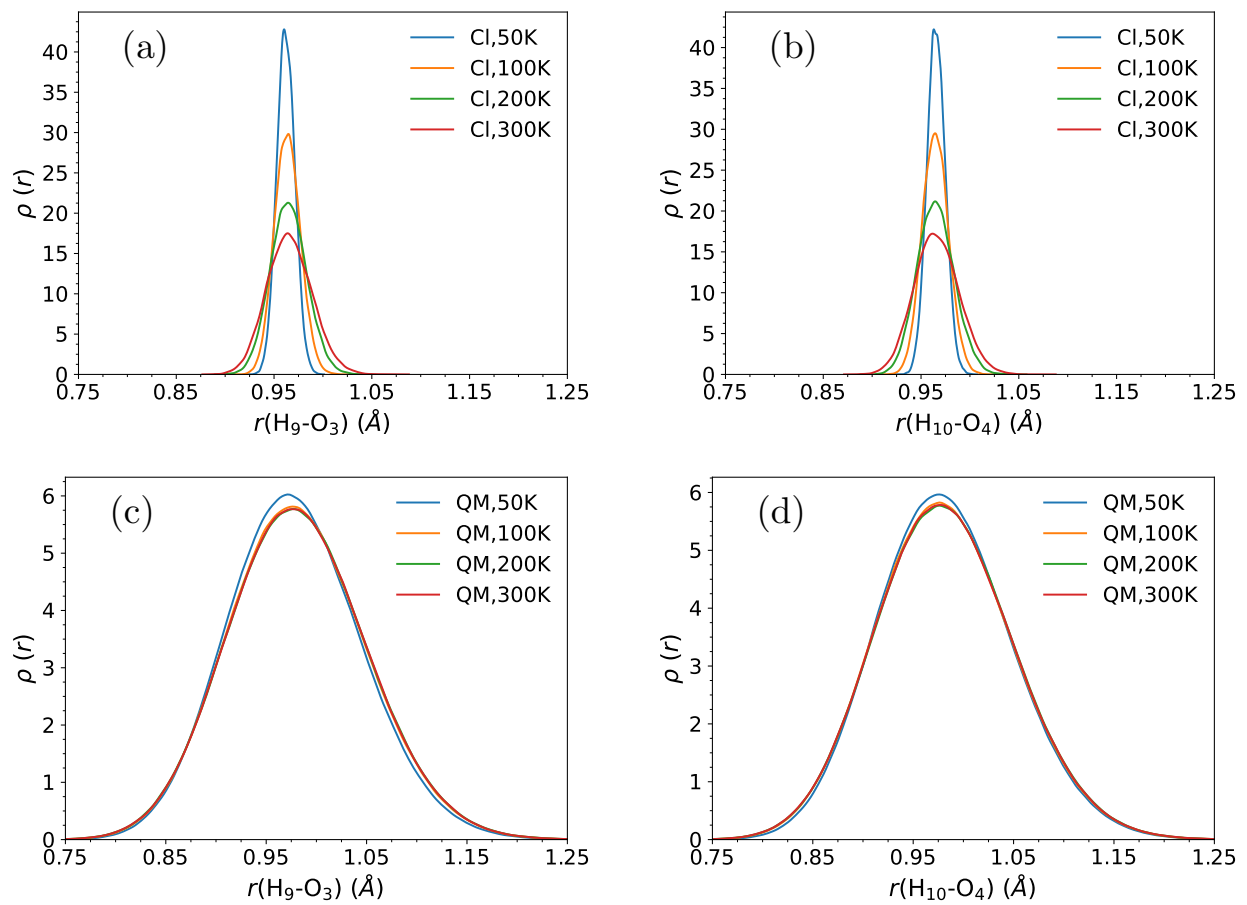 (a)
Cl,50K
Cl,100K
Cl,200K
Cl,300K
40
35
30
25
20
15
10
5
0
ρ (r)
0.75 0.85 0.95 1.05 1.15 1.25
r(H₉-O₃) (Å)
(b)
Cl,50K
Cl,100K
Cl,200K
Cl,300K
40
35
30
25
20
15
10
5
0
ρ (r)
0.75 0.85 0.95 1.05 1.15 1.25
r(H₁₀-O₄) (Å)
(c)
QM,50K
QM,100K
QM,200K
QM,300K
6
5
4
3
2
1
0
ρ (r)
0.75 0.85 0.95 1.05 1.15 1.25
r(H₉-O₃) (Å)
(d)
QM,50K
QM,100K
QM,200K
QM,300K
6
5
4
3
2
1
0
ρ (r)
0.75 0.85 0.95 1.05 1.15 1.25
r(H₁₀-O₄) (Å)